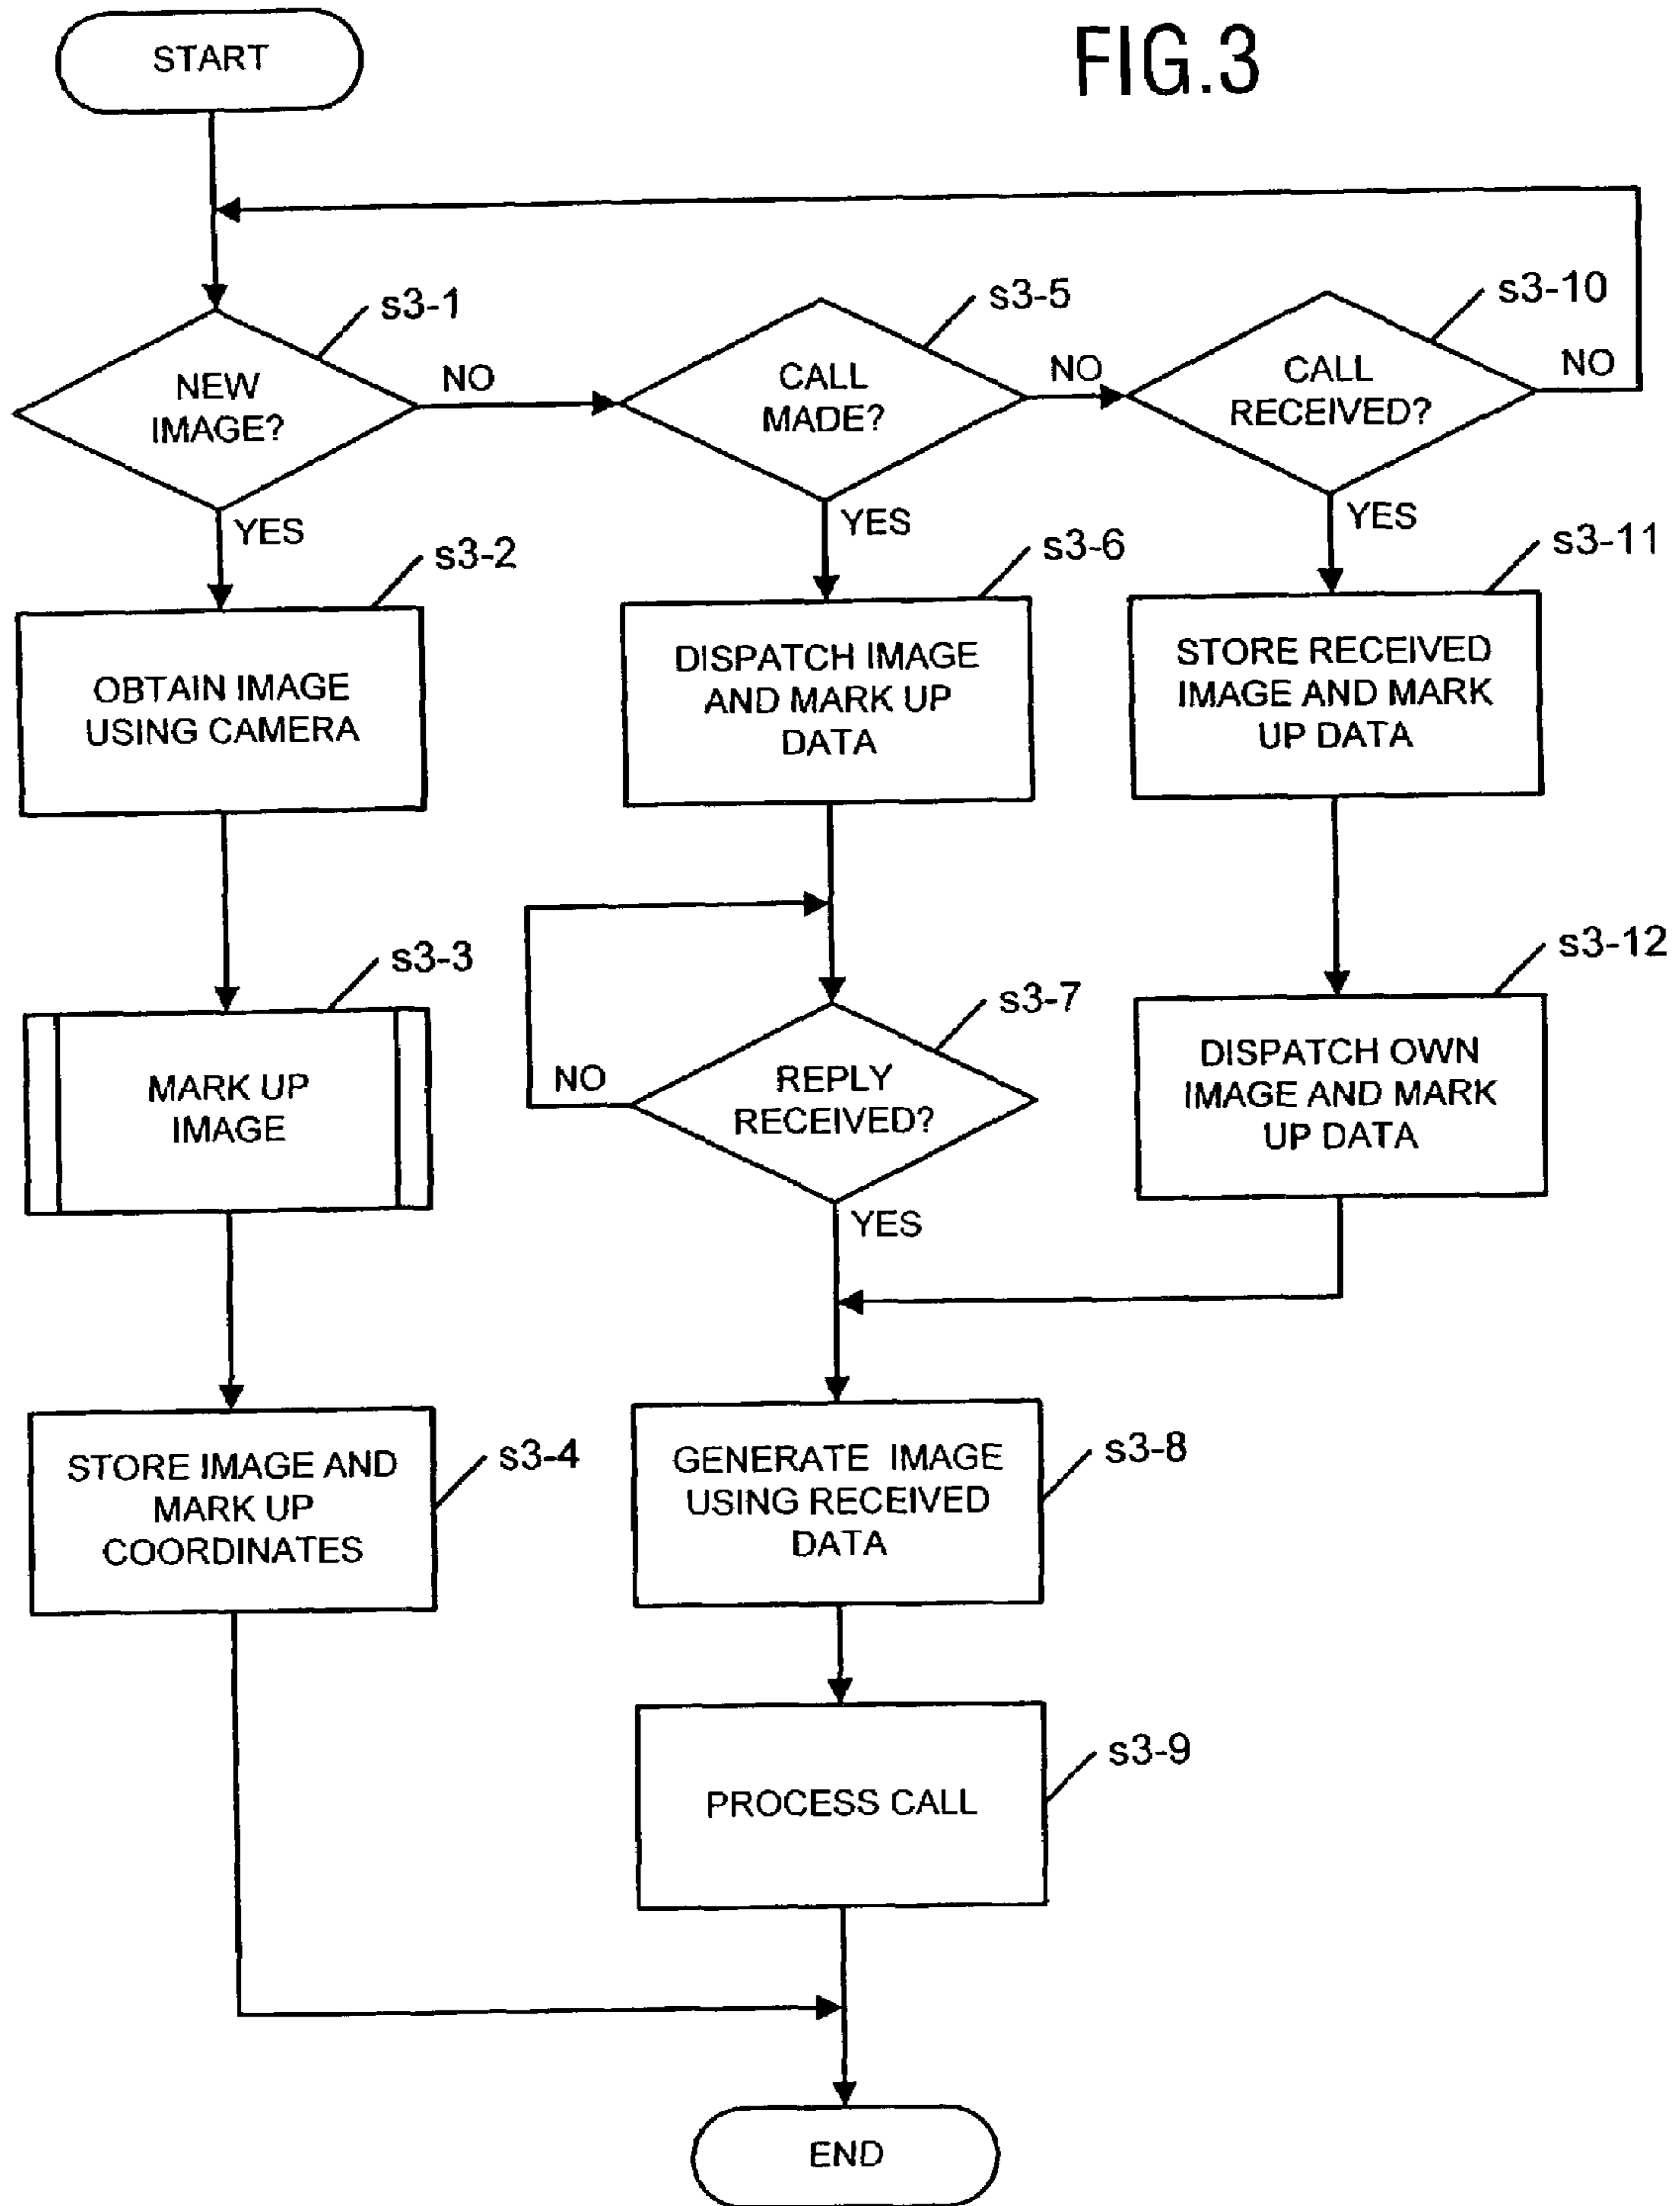 FIG.3
START
s3-1
NEW
IMAGE?
NO
YES
s3-5
CALL
MADE?
NO
YES
s3-10
CALL
RECEIVED?
NO
YES
s3-2
OBTAIN IMAGE
USING CAMERA
s3-6
DISPATCH IMAGE
AND MARK UP
DATA
s3-11
STORE RECEIVED
IMAGE AND MARK
UP DATA
s3-3
MARK UP
IMAGE
s3-7
REPLY
RECEIVED?
NO
YES
s3-12
DISPATCH OWN
IMAGE AND MARK
UP DATA
s3-4
STORE IMAGE AND
MARK UP
COORDINATES
s3-8
GENERATE IMAGE
USING RECEIVED
DATA
s3-9
PROCESS CALL
END